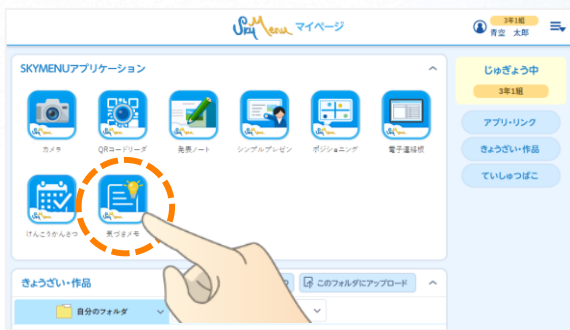 SkyMenu マイページ
3年1組
青空 太郎
SKYMENUアプリケーション
カメラ
QRコードリーダ
発表ノート
シンプルプレゼン
ポジショニング
電子連絡板
けんこうかんさつ
気づきメモ
じゅぎょう中
3年1組
アプリ・リンク
きょうざい・作品
ていしゅつばこ
きょうざい・作品
このフォルダにアップロード
自分のフォルダ